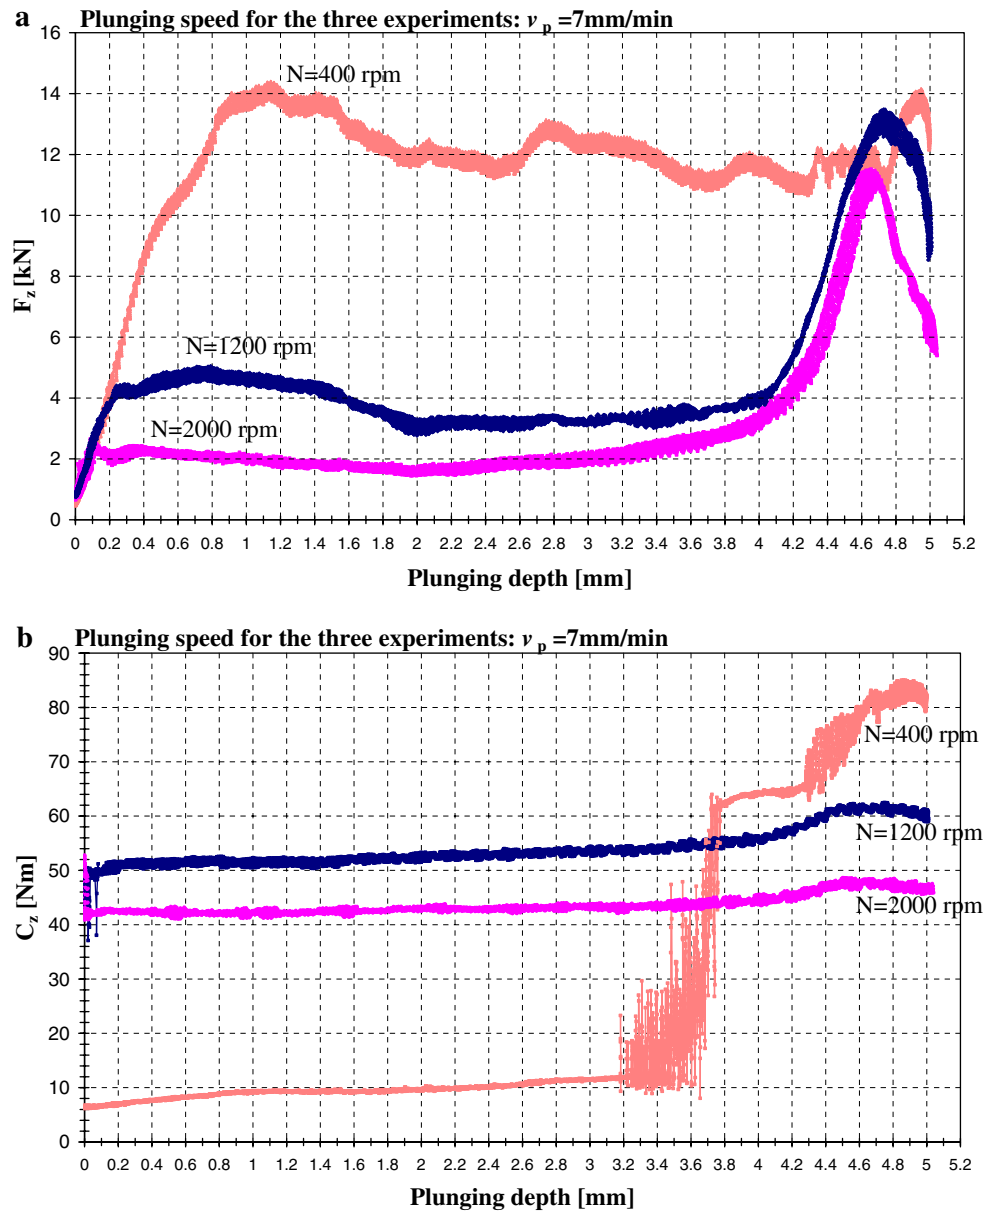 a Plunging speed for the three experiments: v p =7mm/min
16
14
12
10
8
6
4
2
0
F z [kN]
N=400 rpm
N=1200 rpm
N=2000 rpm
0 0.2 0.4 0.6 0.8 1 1.2 1.4 1.6 1.8 2 2.2 2.4 2.6 2.8 3 3.2 3.4 3.6 3.8 4 4.2 4.4 4.6 4.8 5 5.2
Plunging depth [mm]
b Plunging speed for the three experiments: v p =7mm/min
90
80
70
60
50
40
30
20
10
0
C z [Nm]
N=400 rpm
N=1200 rpm
N=2000 rpm
0 0.2 0.4 0.6 0.8 1 1.2 1.4 1.6 1.8 2 2.2 2.4 2.6 2.8 3 3.2 3.4 3.6 3.8 4 4.2 4.4 4.6 4.8 5 5.2
Plunging depth [mm]